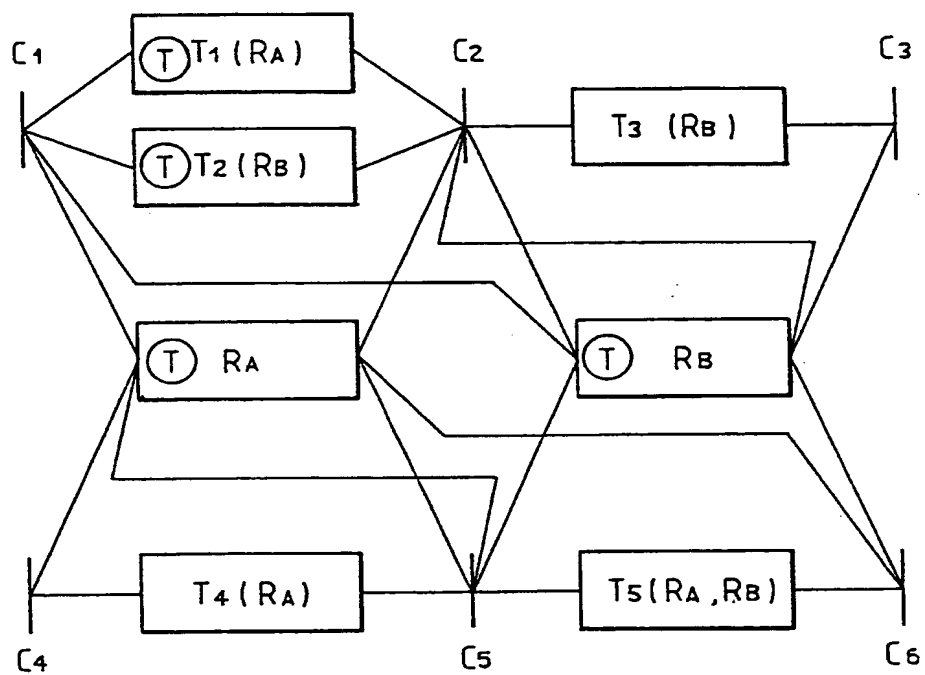 C1
T T1 (RA)
C2
C3
T3 (RB)
T T2 (RB)
T RA
T RB
T4 (RA)
T5 (RA, RB)
C4
C5
C6